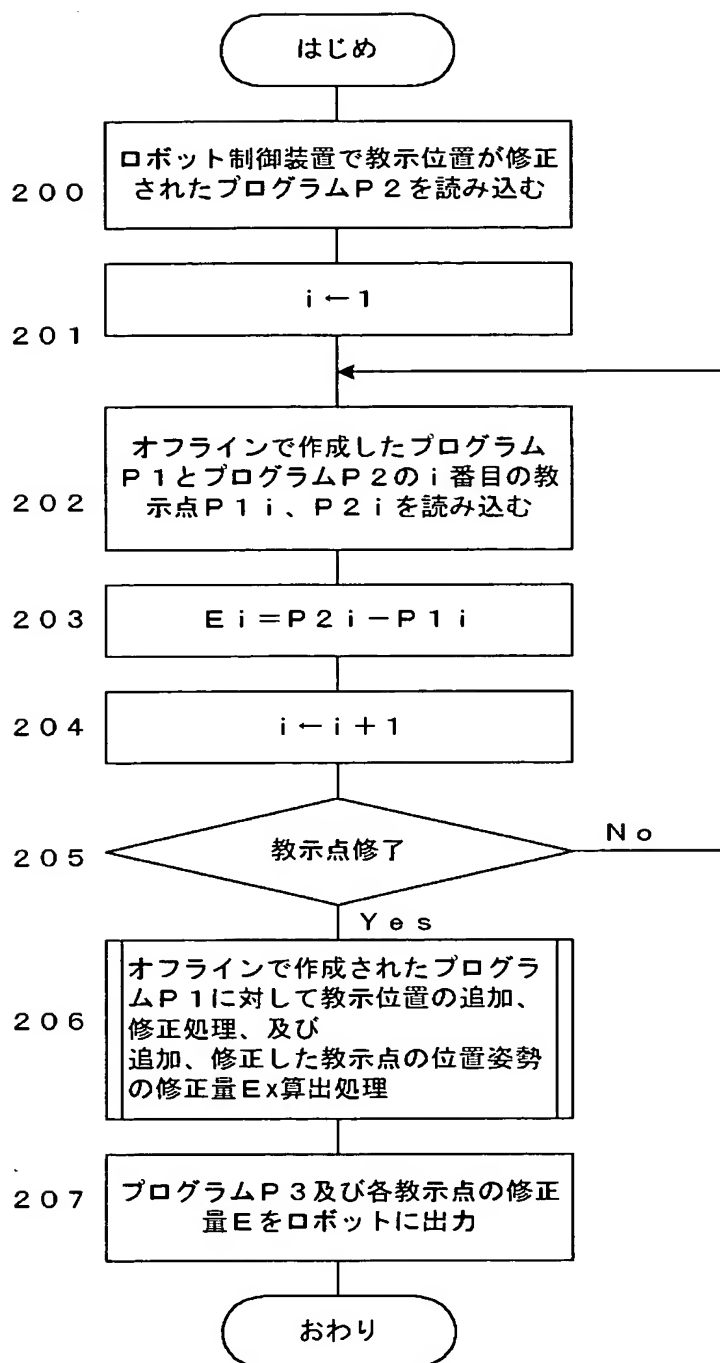 はじめ
200
ロボット制御装置で教示位置が修正
されたプログラムP2を読み込む
201
i←1
202
オフラインで作成したプログラム
P1とプログラムP2のi番目の教
示点P1i、P2iを読み込む
203
Ei=P2i-P1i
204
i←i+1
205
教示点修了
No
Yes
206
オフラインで作成されたプログラ
ムP1に対して教示位置の追加、
修正処理、及び
追加、修正した教示点の位置姿勢
の修正量Ex算出処理
207
プログラムP3及び各教示点の修正
量Eをロボットに出力
おわり